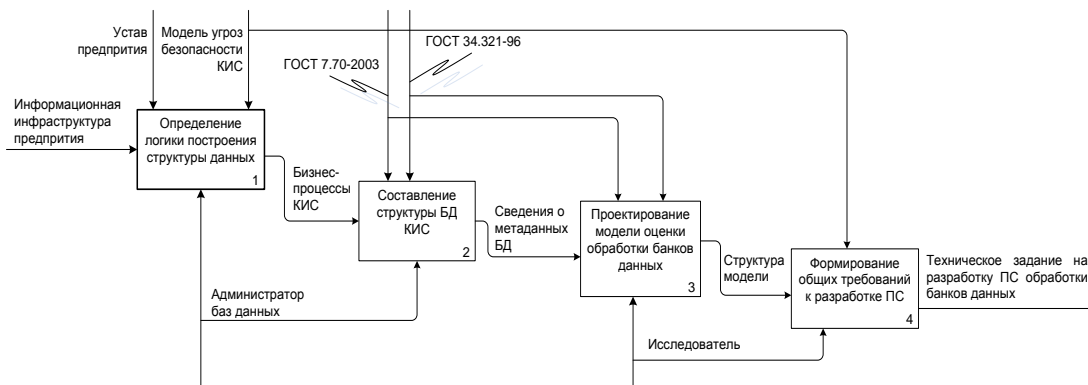 Устав
предпрития
Модель угроз
безопасности
КИС
ГОСТ 34.321-96
ГОСТ 7.70-2003
Информационная
инфраструктура
предпрития
Определение
логики построения
структуры данных
1
Бизнес-
процессы
КИС
Составление
структуры БД
КИС
2
Сведения о
метаданных
БД
Проектирование
модели оценки
обработки банков
данных
3
Структура
модели
Формирование
общих требований
к разработке ПС
4
Техническое задание на
разработку ПС обработки
банков данных
Администратор
баз данных
Исследователь